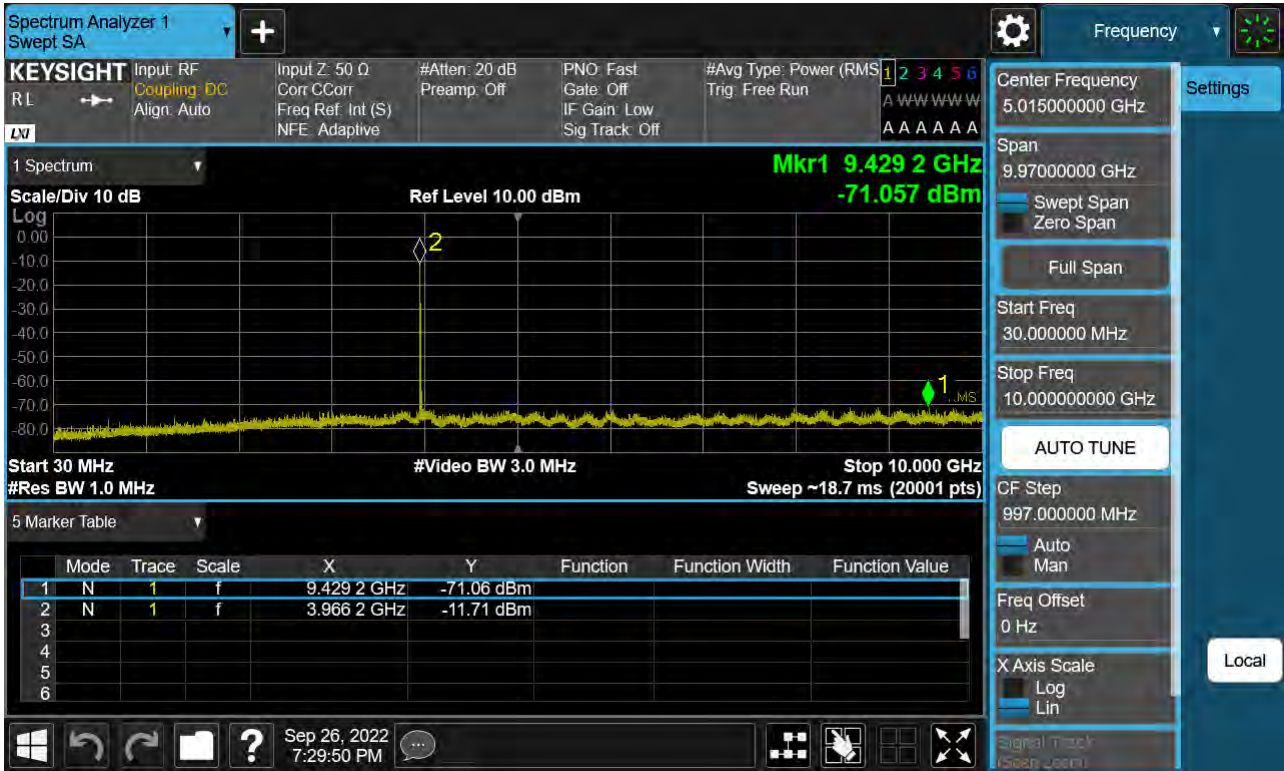 Spectrum Analyzer 1
Swept SA
+
Frequency
KEYSIGHT
RL
LXI
Input: RF
Coupling: DC
Align: Auto
Input Z: 50 Ω
Corr CCorr
Freq Ref: Int (S)
NFE: Adaptive
#Atten: 20 dB
Preamp: Off
PNO: Fast
Gate: Off
IF Gain: Low
Sig Track: Off
#Avg Type: Power (RMS
Trig: Free Run
1 2 3 4 5 6
A W W W W W
A A A A A A
1 Spectrum
Mkr1 9.429 2 GHz
-71.057 dBm
Scale/Div 10 dB
Ref Level 10.00 dBm
Log
0.00
-10.0
-20.0
-30.0
-40.0
-50.0
-60.0
-70.0
-80.0
2
1
...MS
Start 30 MHz
#Video BW 3.0 MHz
Stop 10.000 GHz
#Res BW 1.0 MHz
Sweep ~18.7 ms (20001 pts)
5 Marker Table
Mode Trace Scale X Y Function Function Width Function Value
1 N 1 f 9.429 2 GHz -71.06 dBm
2 N 1 f 3.966 2 GHz -11.71 dBm
3
4
5
6
Center Frequency
5.015000000 GHz
Settings
Span
9.97000000 GHz
Swept Span
Zero Span
Full Span
Start Freq
30.000000 MHz
Stop Freq
10.000000000 GHz
AUTO TUNE
CF Step
997.000000 MHz
Auto
Man
Freq Offset
0 Hz
X Axis Scale
Log
Lin
Local
Signal Track
(Span Zoom)
?
Sep 26, 2022
7:29:50 PM